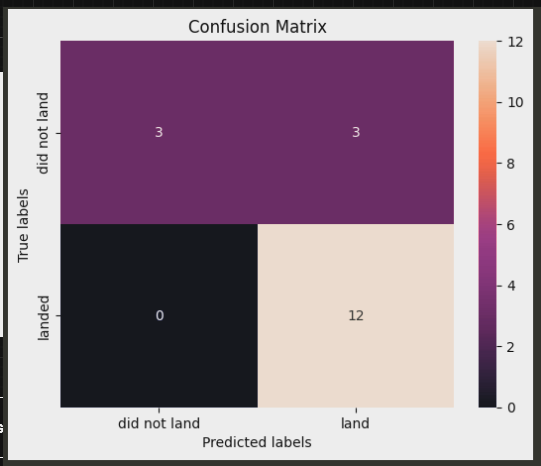 Confusion Matrix
True labels
did not land
landed
3
3
0
12
did not land
land
Predicted labels
12
10
8
6
4
2
0